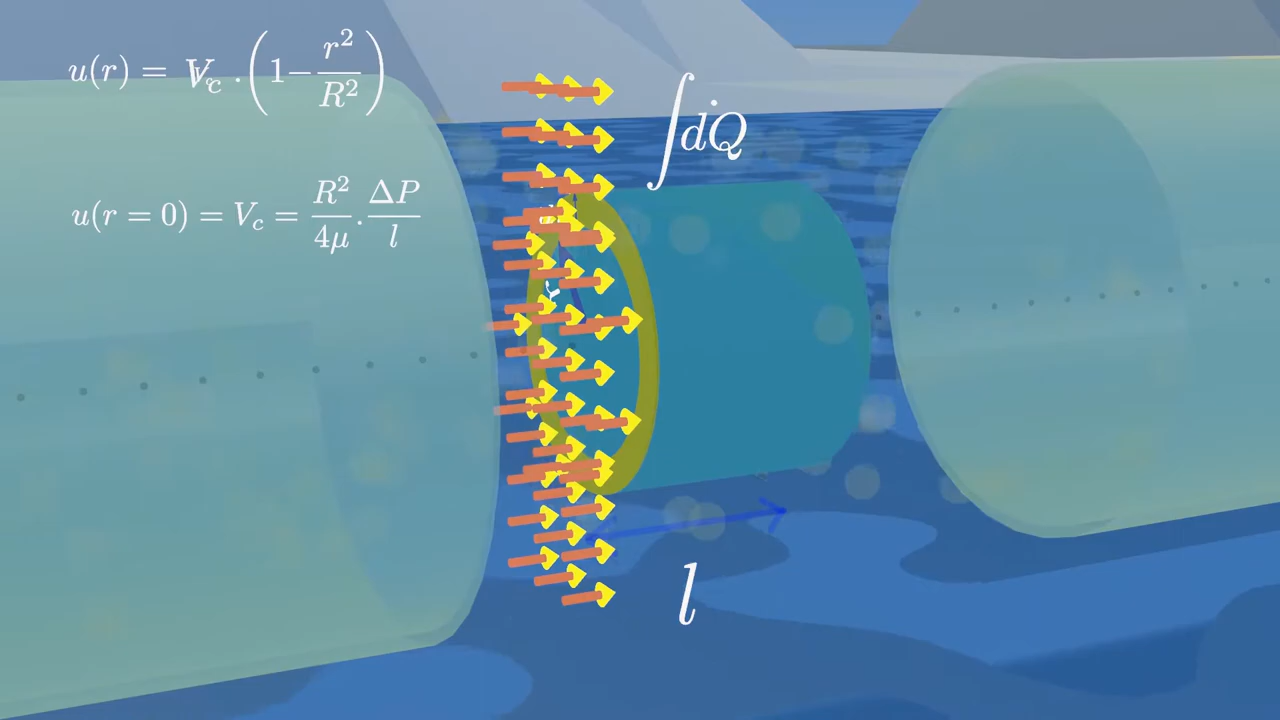 u(r) = V_c . (1 − r²/R²)
∫ dQ̇
u(r = 0) = V_c = R²/4μ . ΔP/l
r
l